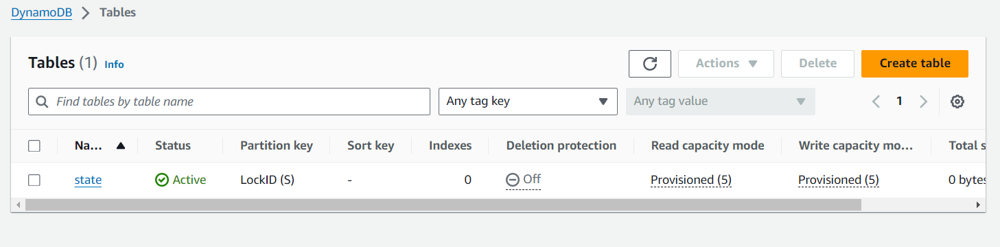 DynamoDB > Tables
Tables (1) Info Actions Delete Create table
Find tables by table name Any tag key Any tag value 1
Na... Status Partition key Sort key Indexes Deletion protection Read capacity mode Write capacity mo... Total s
state Active LockID (S) - 0 Off Provisioned (5) Provisioned (5) 0 bytes